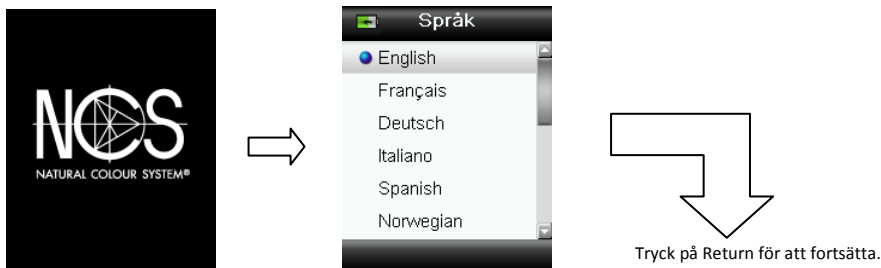 NCS
NATURAL COLOUR SYSTEM®
Språk
English
Français
Deutsch
Italiano
Spanish
Norwegian
Tryck på Return för att fortsätta.